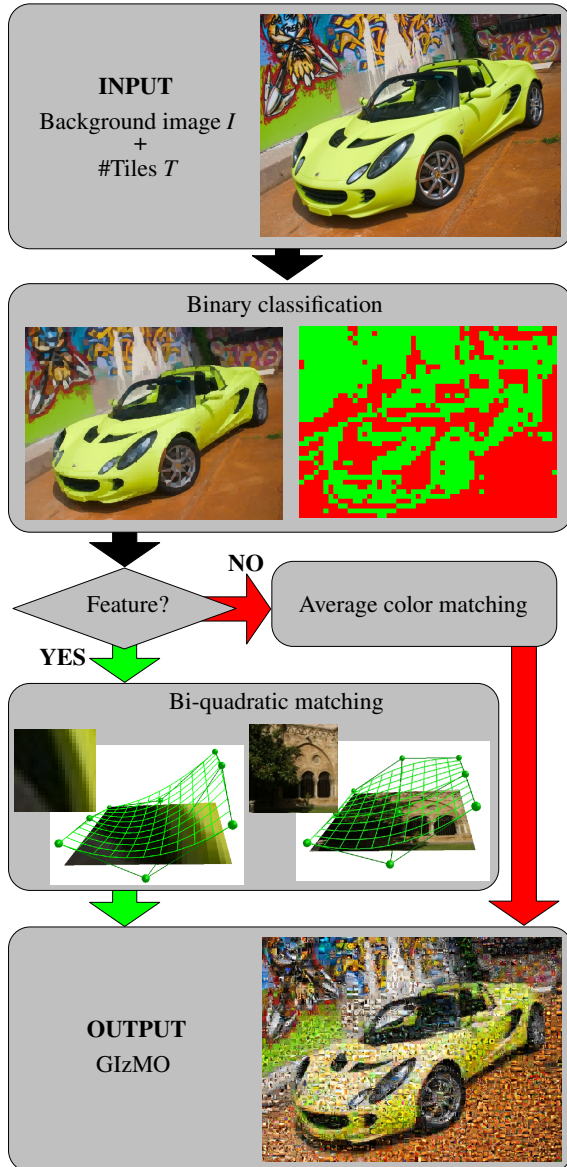 INPUT
Background image I
+
#Tiles T
Binary classification
Feature?
NO
Average color matching
YES
Bi-quadratic matching
OUTPUT
GIzMO